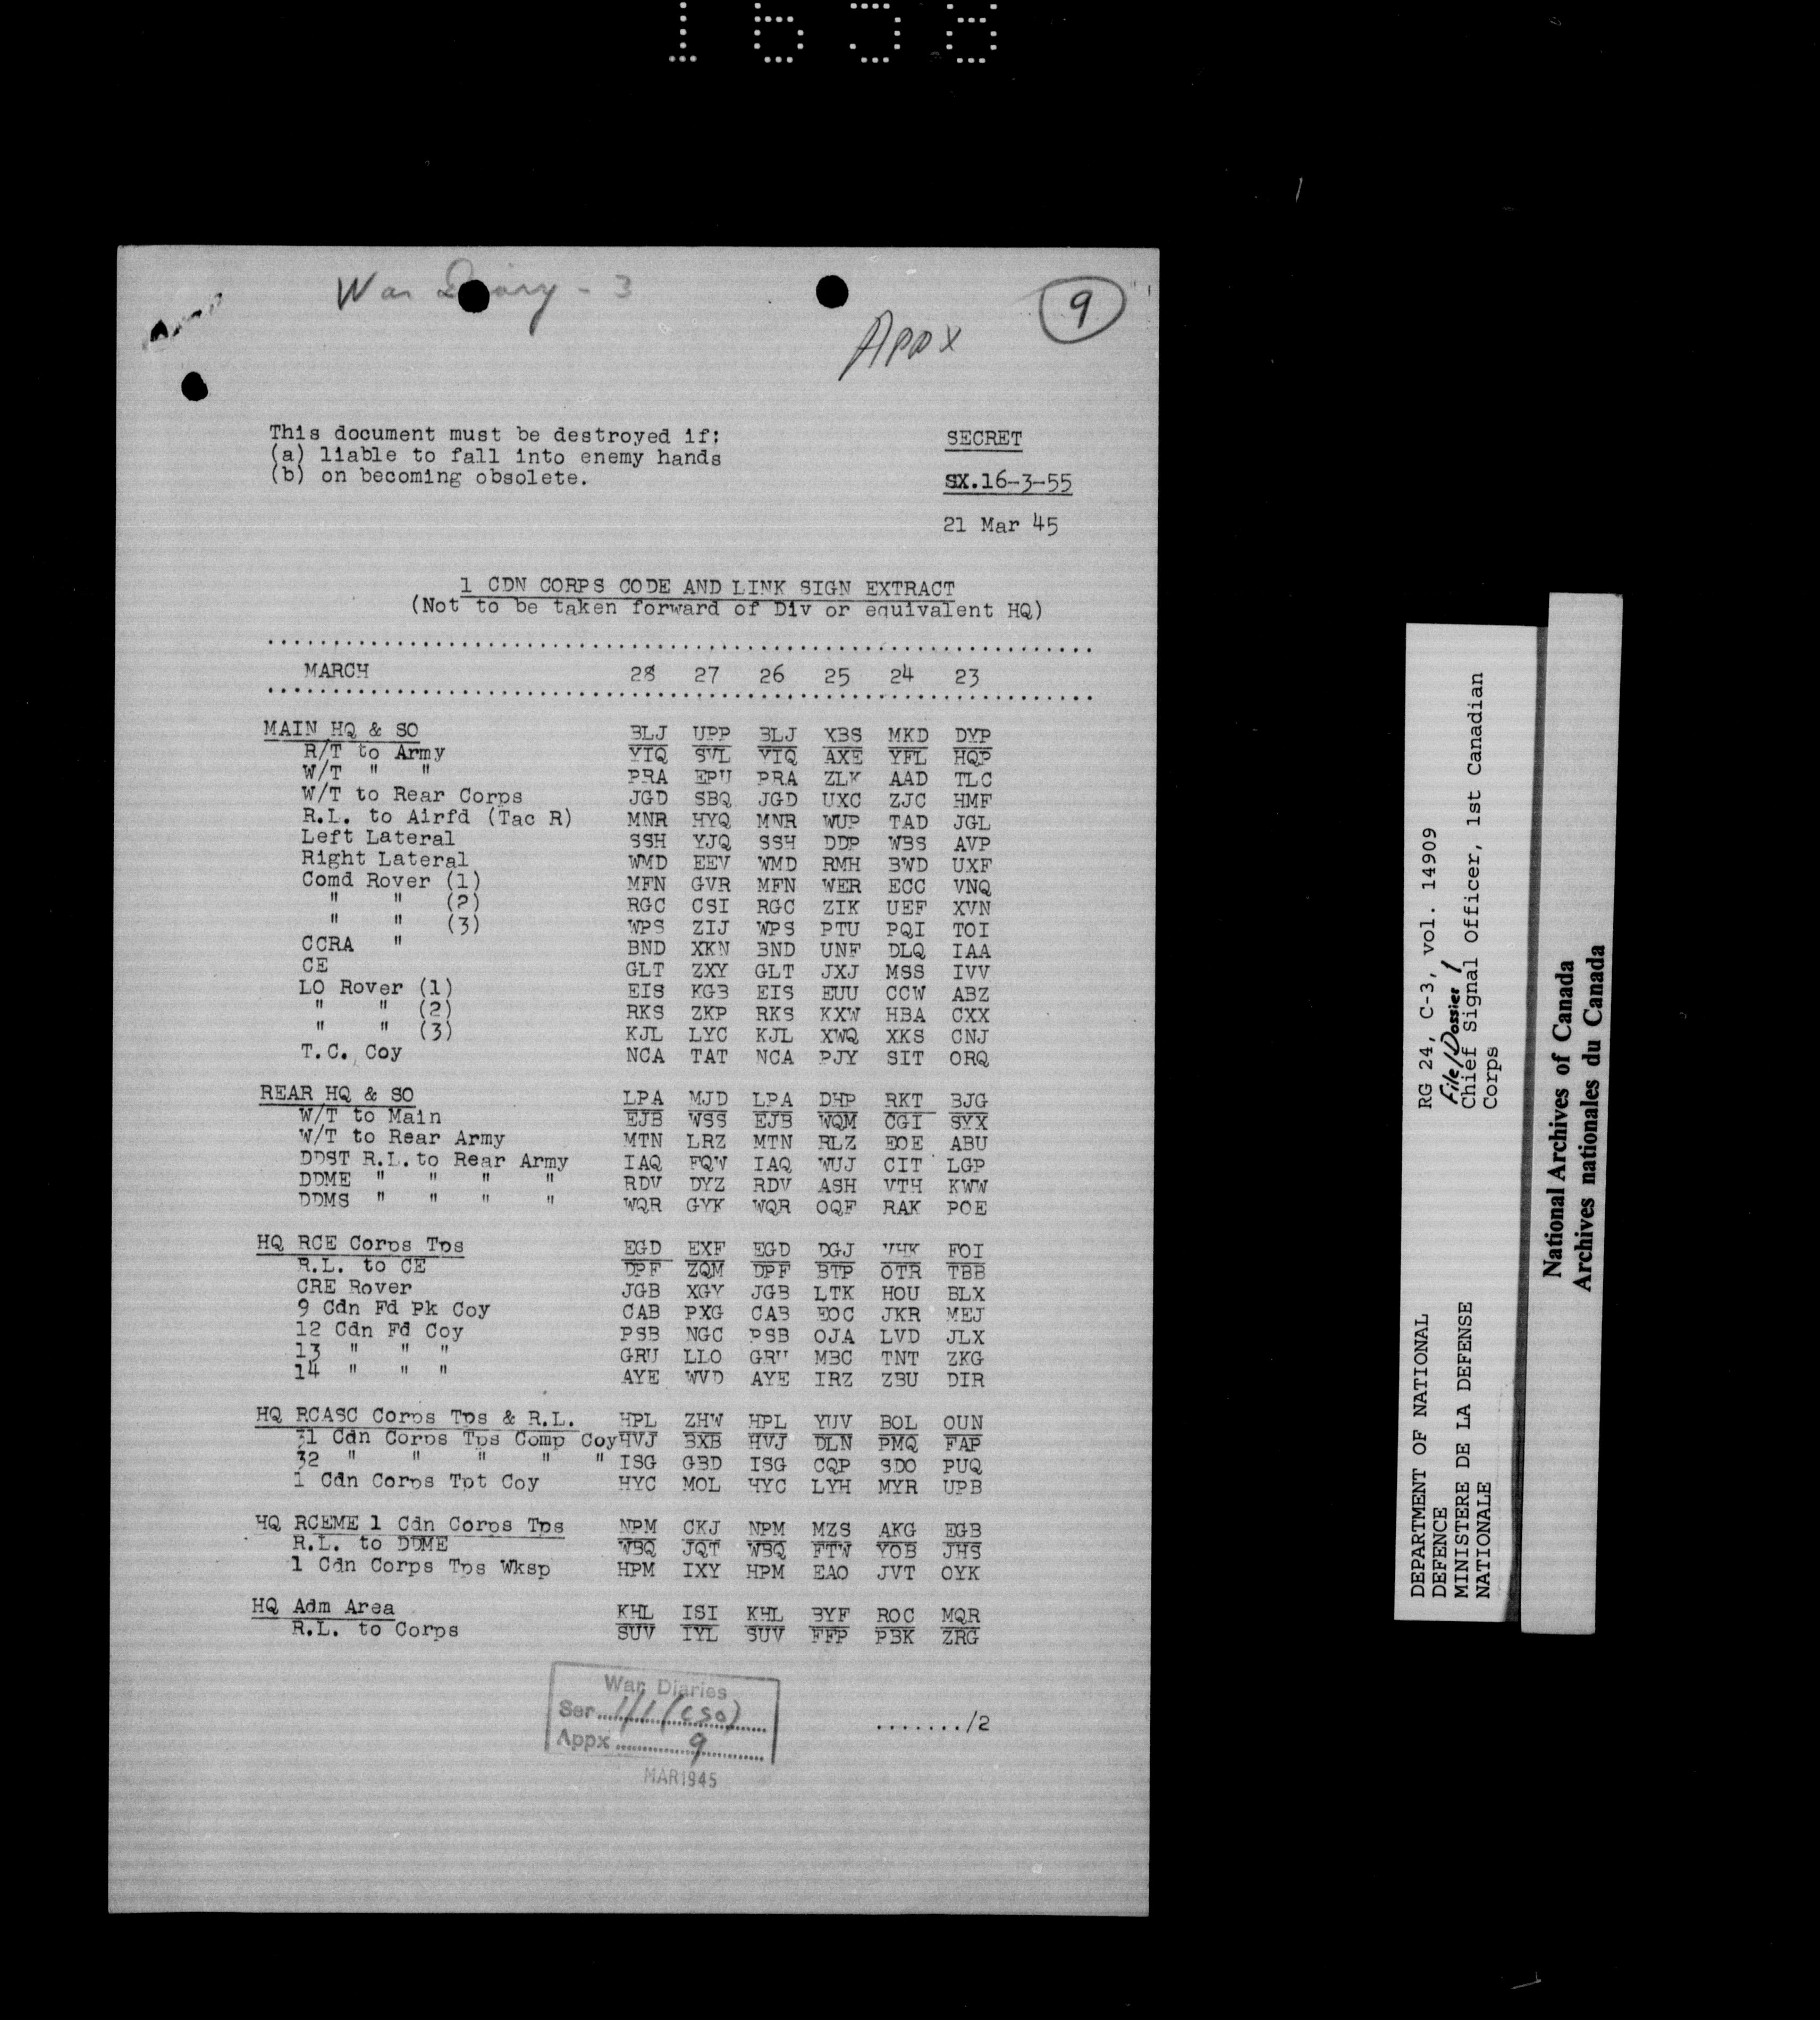 1658
War Diary - 3
Appx
9
This document must be destroyed if:
(a) liable to fall into enemy hands
(b) on becoming obsolete.
SECRET
SX.16-3-55
21 Mar 45
1 CDN CORPS CODE AND LINK SIGN EXTRACT
(Not to be taken forward of Div or equivalent HQ)
MARCH 28 27 26 25 24 23
MAIN HQ & SO BLJ UPP BLJ XBS MKD DYP
R/T to Army YIQ SVL YIQ AXE YFL HQP
W/T " " PRA EPU PRA ZLK AAD TLC
W/T to Rear Corps JGD SBQ JGD UXC ZJC HMF
R.L. to Airfd (Tac R) MNR HYQ MNR WUP TAD JGL
Left Lateral SSH YJQ SSH DDP WBS AVP
Right Lateral WMD EEV WMD RMH BWD UXF
Comd Rover (1) MFN GVR MFN WER ECC VNQ
" " (2) RGC CSI RGC ZIK UEF XVN
" " (3) WPS ZIJ WPS PTU PQI TOI
CCRA " BND XKN BND UNF DLQ IAA
CE GLT ZXY GLT JXJ MSS IVV
LO Rover (1) EIS KGB EIS EUU CCW ABZ
" " (2) RKS ZKP RKS KXW HBA CXX
" " (3) KJL LYC KJL XWQ XKS CNJ
T.C. Coy NCA TAT NCA PJY SIT ORQ
REAR HQ & SO LPA MJD LPA DHP RKT BJG
W/T to Main EJB WSS EJB WQM CGI SYX
W/T to Rear Army MTN LRZ MTN RLZ EOE ABU
DDST R.L. to Rear Army IAQ FQW IAQ WUJ CIT LGP
DDME " " " " RDV DYZ RDV ASH VTH KWW
DDMS " " " " WQR GYK WQR OQF RAK POE
HQ RCE Corps Tps EGD EXF EGD DGJ VHK FOI
R.L. to CE DPF ZQM DPF BTP OTR TBB
CRE Rover JGB XGY JGB LTK HOU BLX
9 Cdn Fd Pk Coy CAB PXG CAB EOC JKR MEJ
12 Cdn Fd Coy PSB NGC PSB OJA LVD JLX
13 " " " GRU LLO GRU MBC TNT ZKG
14 " " " AYE WVD AYE IRZ ZBU DIR
HQ RCASC Corps Tps & R.L. HPL ZHW HPL YUV BOL OUN
31 Cdn Corps Tps Comp Coy HVJ BXB HVJ DLN PMQ FAP
32 " " " " " ISG GBD ISG CQP SDO PUQ
1 Cdn Corps Tpt Coy HYC MOL HYC LYH MYR UPB
HQ RCEME 1 Cdn Corps Tps NPM CKJ NPM MZS AKG EGB
R.L. to DDME WBQ JQT WBQ FTW YOB JHS
1 Cdn Corps Tps Wksp HPM IXY HPM EAO JVT OYK
HQ Adm Area KHL ISI KHL BYF ROC MQR
R.L. to Corps SUV IYL SUV FFP PBK ZRG
War Diaries
Ser. 1/1 (CSO)
Appx 9
MAR 1945
......./2
RG 24, C-3, vol. 14909
File/Dossier 1
Chief Signal Officer, 1st Canadian
Corps
DEPARTMENT OF NATIONAL
DEFENCE
MINISTERE DE LA DEFENSE
NATIONALE
National Archives of Canada
Archives nationales du Canada